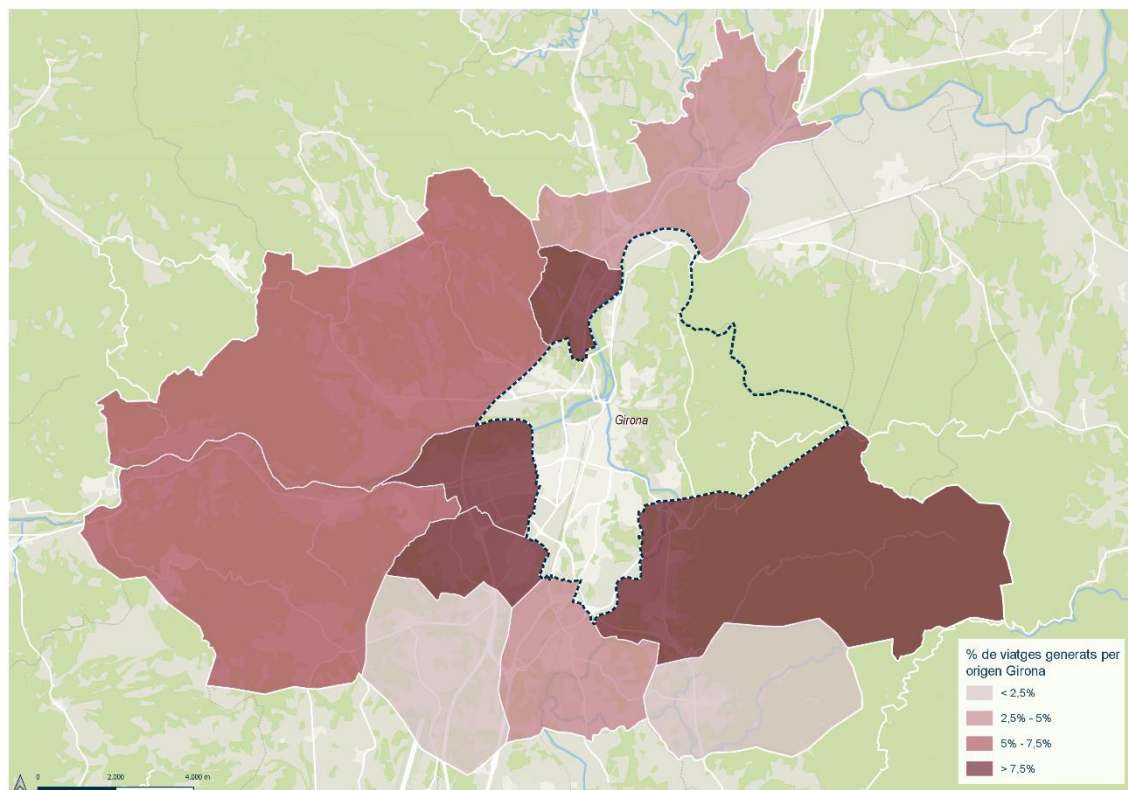 Girona
% de viatges generats per
origen Girona
< 2,5%
2,5% - 5%
5% - 7,5%
> 7,5%
0 2.000 4.000 m